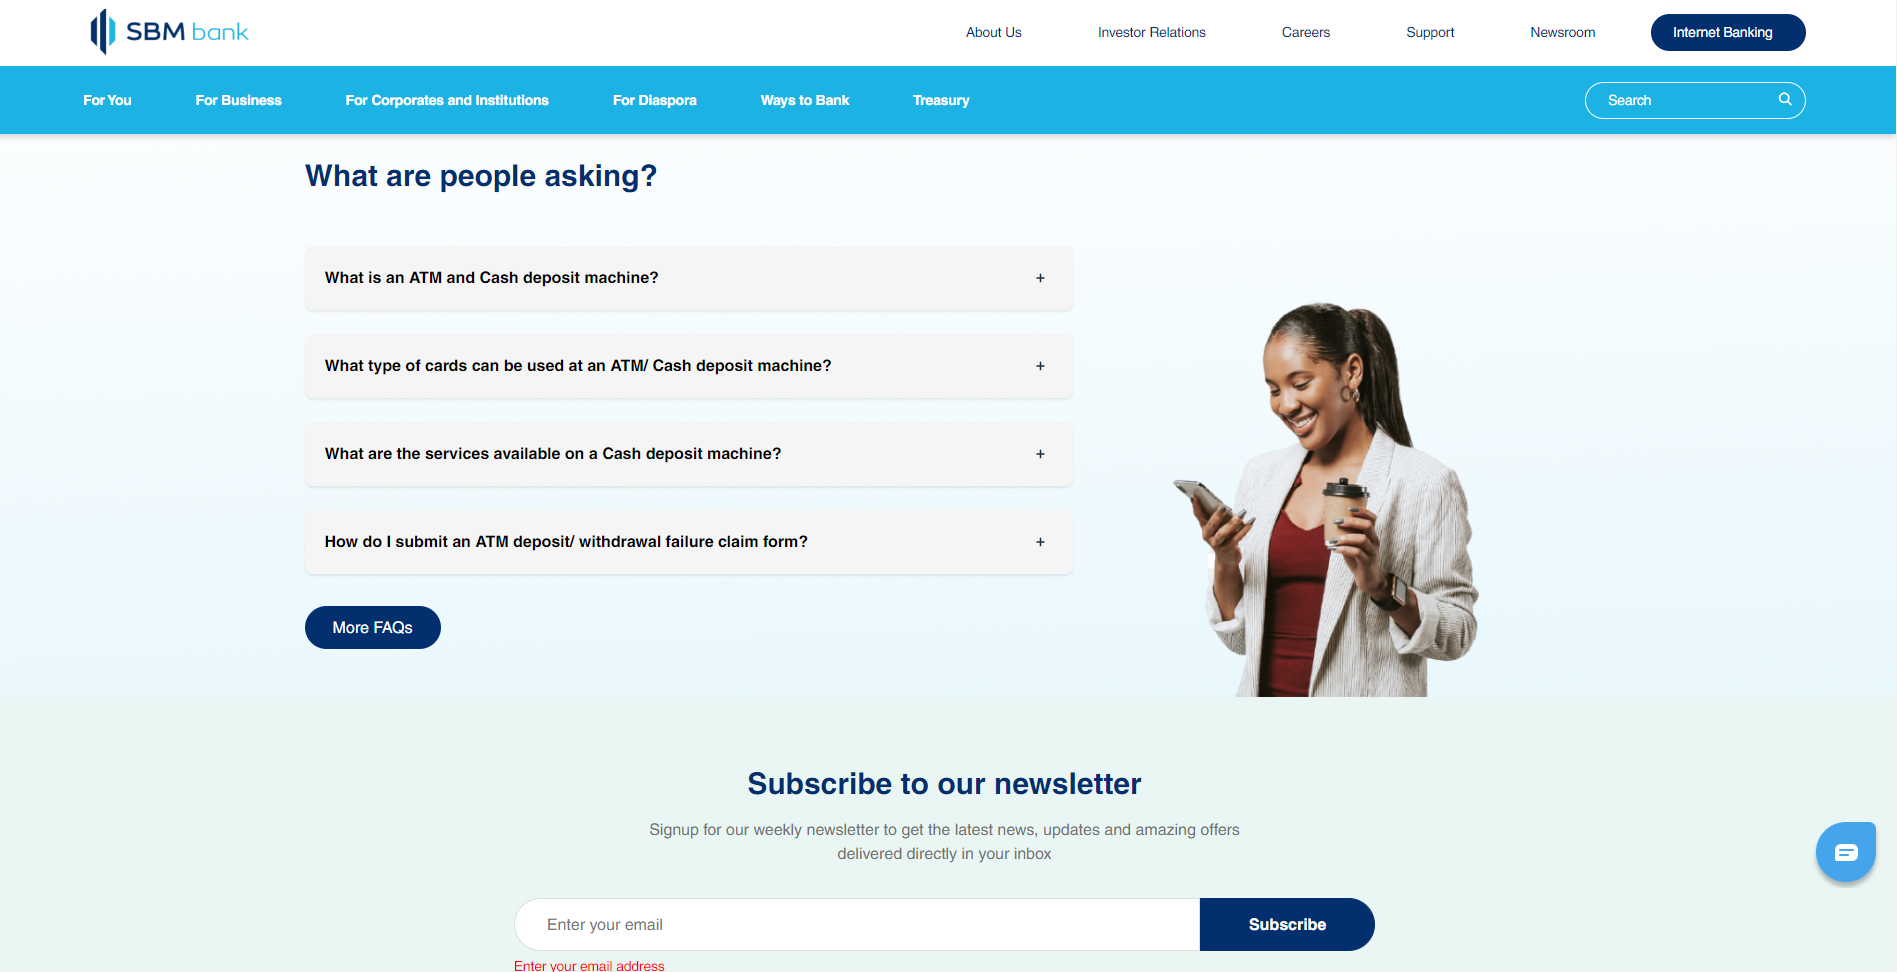 SBM bank
About Us
Investor Relations
Careers
Support
Newsroom
Internet Banking
For You
For Business
For Corporates and Institutions
For Diaspora
Ways to Bank
Treasury
Search
What are people asking?
What is an ATM and Cash deposit machine?
+
What type of cards can be used at an ATM/ Cash deposit machine?
+
What are the services available on a Cash deposit machine?
+
How do I submit an ATM deposit/ withdrawal failure claim form?
+
More FAQs
Subscribe to our newsletter
Signup for our weekly newsletter to get the latest news, updates and amazing offers
delivered directly in your inbox
Enter your email
Subscribe
Enter your email address